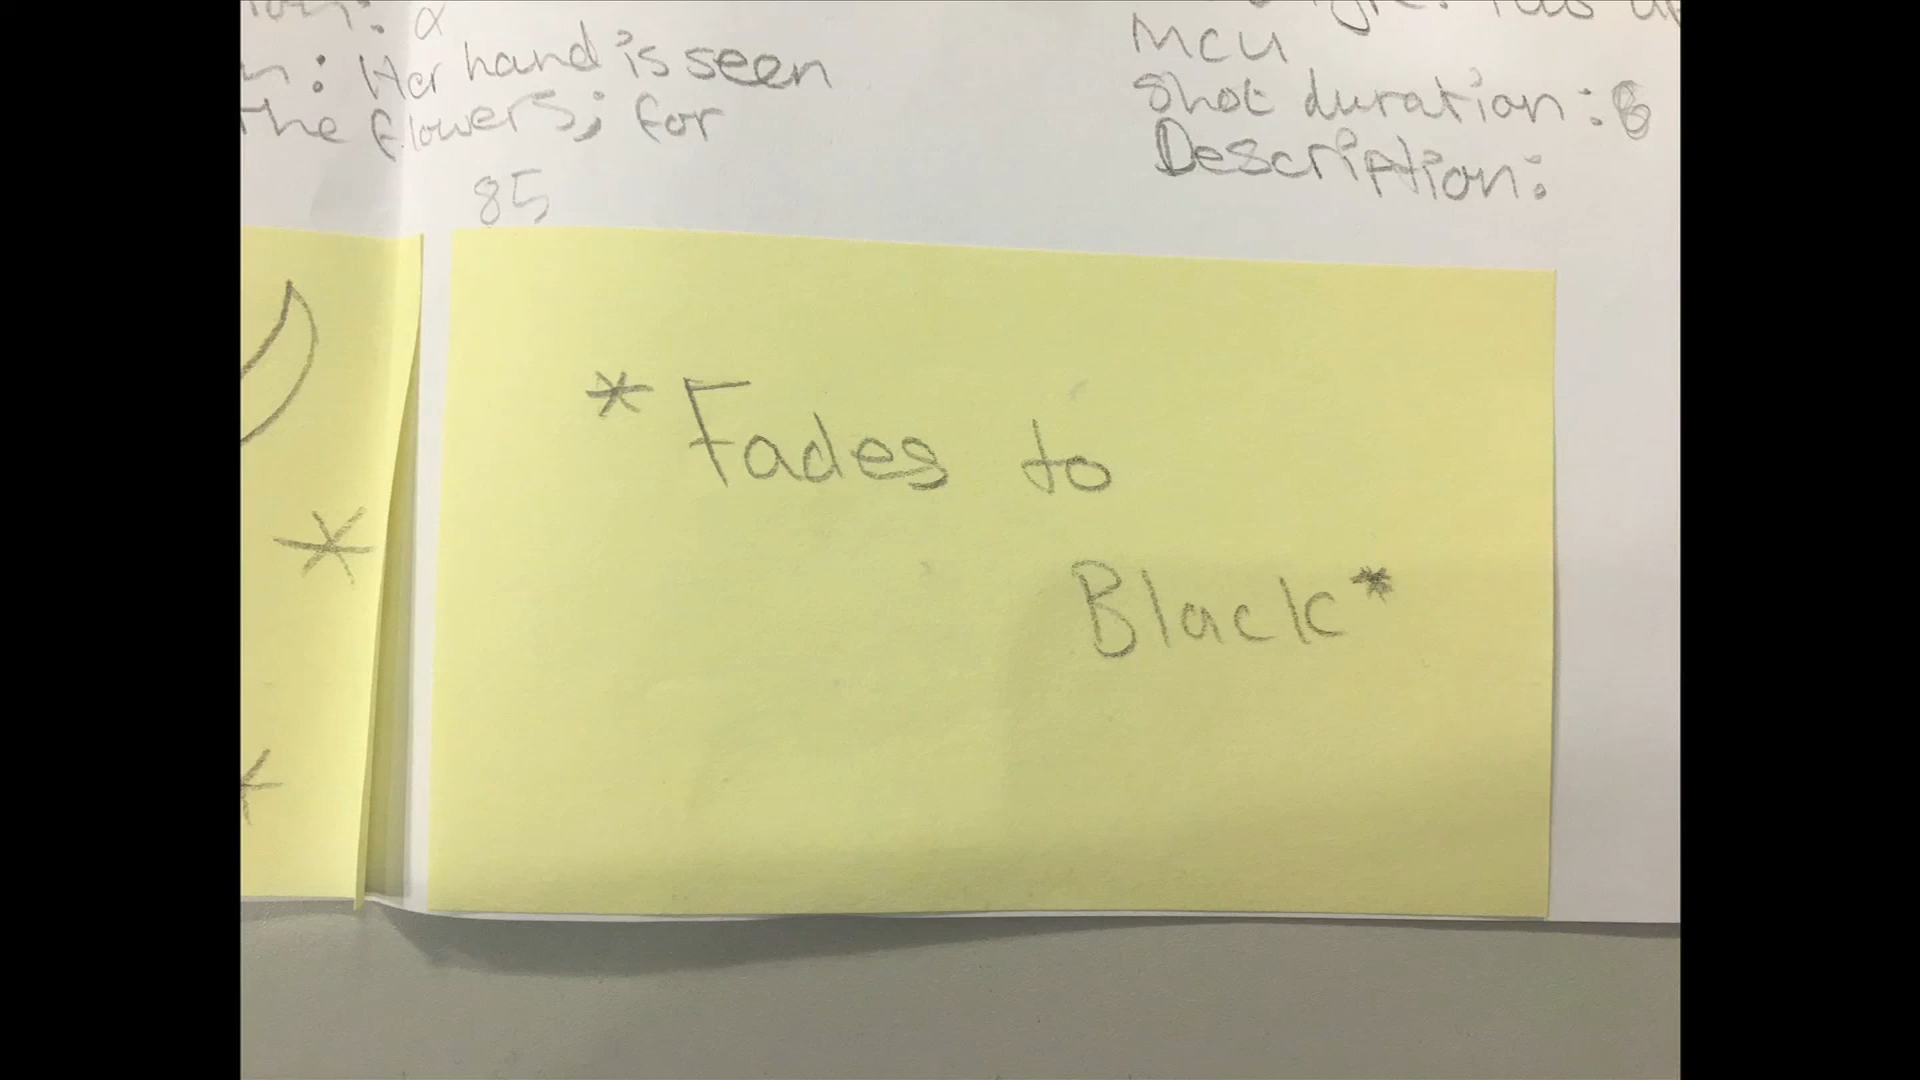 : Her hand is seen
the flowers; for
85
MCU
Shot duration: 8
Description:
*Fades to
Black*